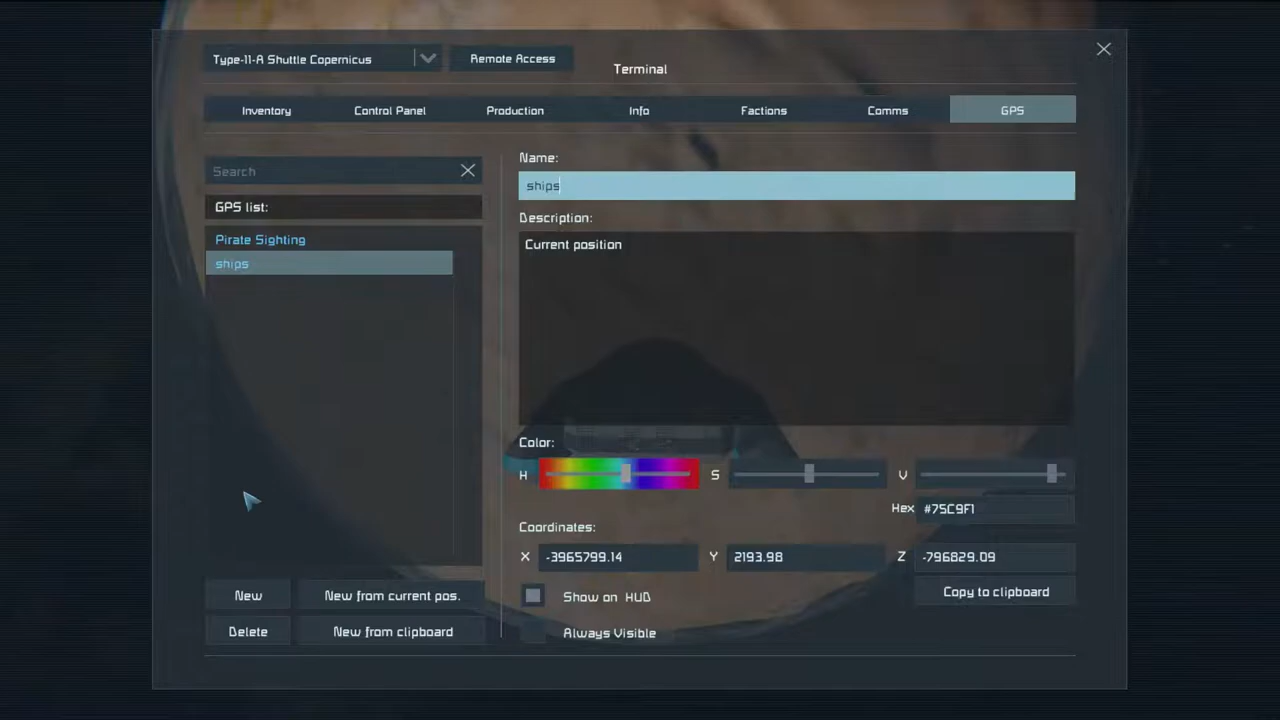 Type-11-A Shuttle Copernicus
Remote Access
Terminal
Inventory
Control Panel
Production
Info
Factions
Comms
GPS
Search
GPS list:
Pirate Sighting
ships
Name:
ships
Description:
Current position
Color:
H
S
V
Hex #75C9F1
Coordinates:
X -3965799.14
Y 2193.98
Z -796829.09
Copy to clipboard
Show on HUD
Always Visible
New
New from current pos.
Delete
New from clipboard